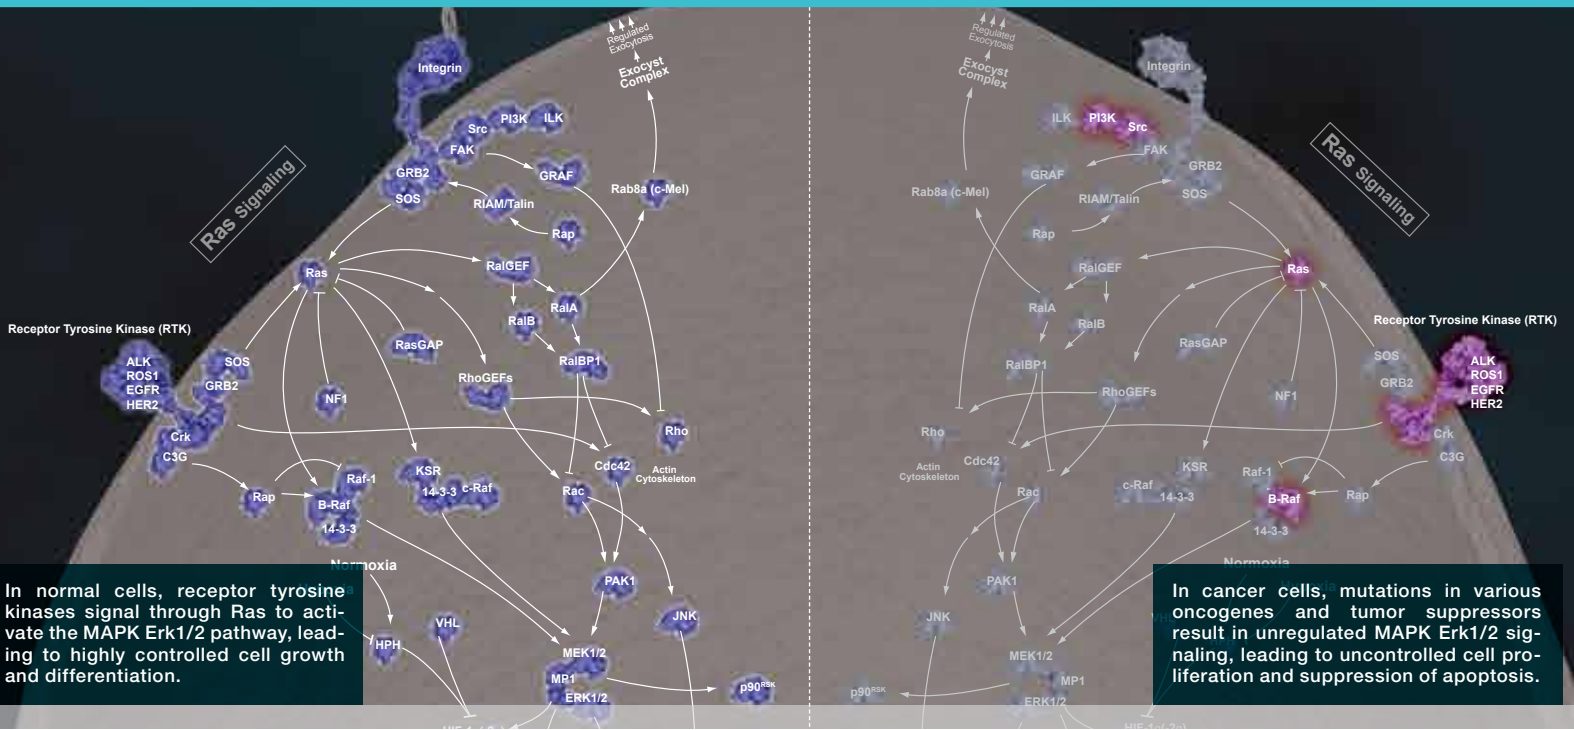 Regulated
Exocytosis
Exocyst
Complex
Integrin
Src
PI3K
ILK
FAK
GRB2
SOS
GRAF
RIAM/Talin
Rab8a (c-Mel)
Rap
Ras Signaling
Ras
RalGEF
RalA
RalB
RasGAP
RalBP1
RhoGEFs
Receptor Tyrosine Kinase (RTK)
ALK
ROS1
EGFR
HER2
SOS
GRB2
NF1
Crk
C3G
Rho
Actin
Cytoskeleton
Cdc42
Rac
Rap
Raf-1
B-Raf
14-3-3
KSR
14-3-3
c-Raf
Normoxia
PAK1
JNK
VHL
HPH
MEK1/2
MP1
ERK1/2
p90RSK
In normal cells, receptor tyrosine
kinases signal through Ras to acti-
vate the MAPK Erk1/2 pathway, lead-
ing to highly controlled cell growth
and differentiation.
Regulated
Exocytosis
Exocyst
Complex
Integrin
ILK
PI3K
Src
FAK
GRB2
SOS
GRAF
Rab8a (c-Mel)
RIAM/Talin
Rap
Ras Signaling
Ras
RalGEF
RalA
RalB
RasGAP
RalBP1
RhoGEFs
Receptor Tyrosine Kinase (RTK)
ALK
ROS1
EGFR
HER2
SOS
GRB2
NF1
Crk
C3G
Rho
Actin
Cytoskeleton
Cdc42
Rac
c-Raf
KSR
14-3-3
Raf-1
B-Raf
14-3-3
Rap
Normoxia
PAK1
JNK
MEK1/2
MP1
ERK1/2
p90RSK
In cancer cells, mutations in various
oncogenes and tumor suppressors
result in unregulated MAPK Erk1/2 sig-
naling, leading to uncontrolled cell pro-
liferation and suppression of apoptosis.